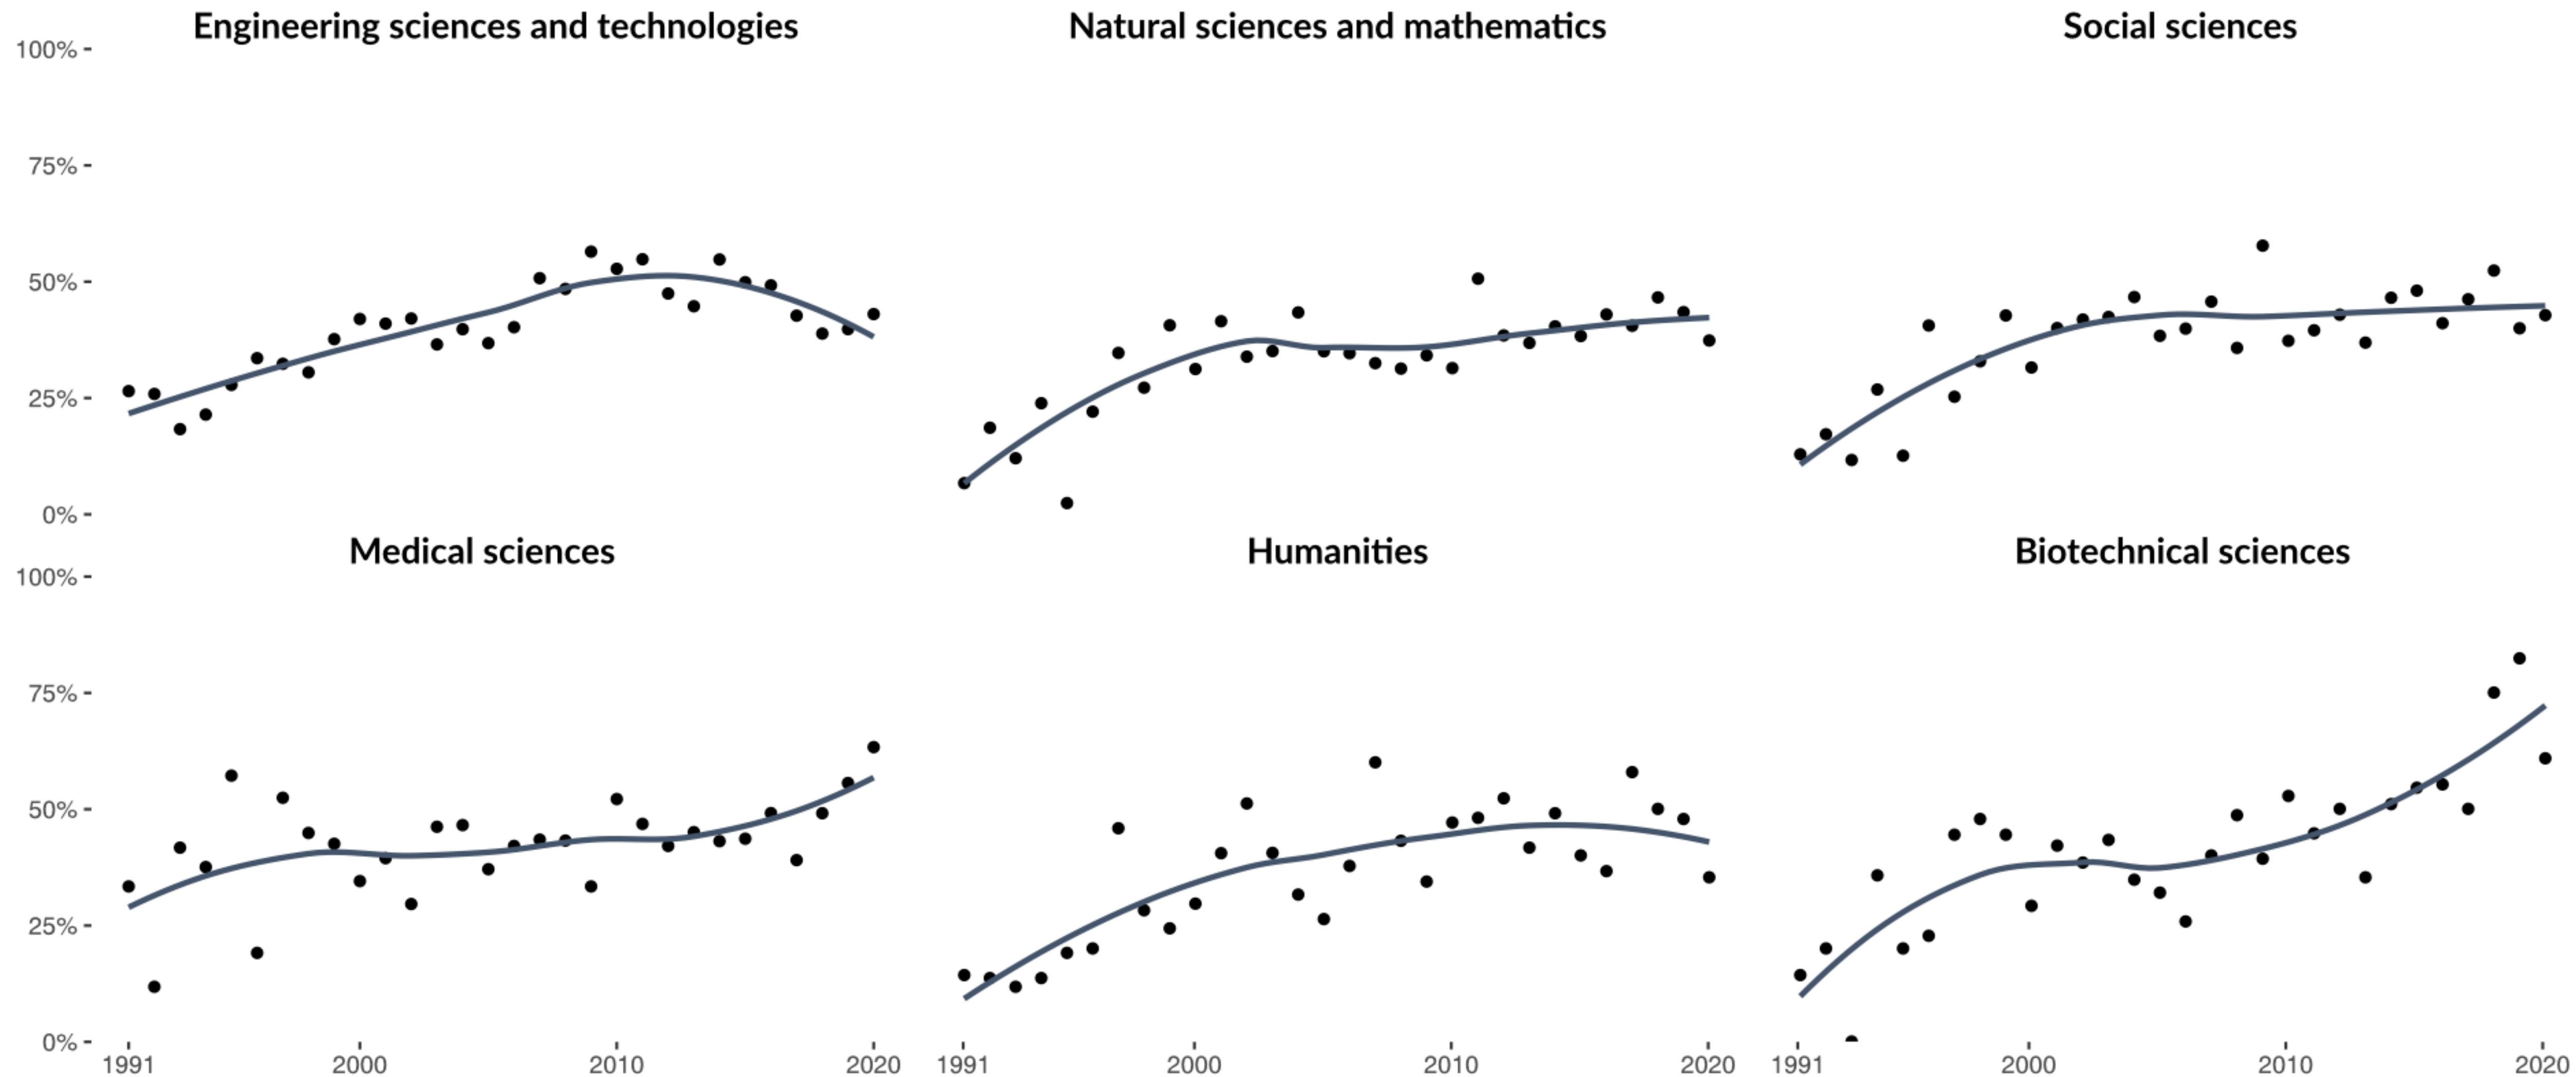 Engineering sciences and technologies
Natural sciences and mathematics
Social sciences
100%
75%
50%
25%
0%
Medical sciences
Humanities
Biotechnical sciences
100%
75%
50%
25%
0%
1991 2000 2010 2020 1991 2000 2010 2020 1991 2000 2010 2020